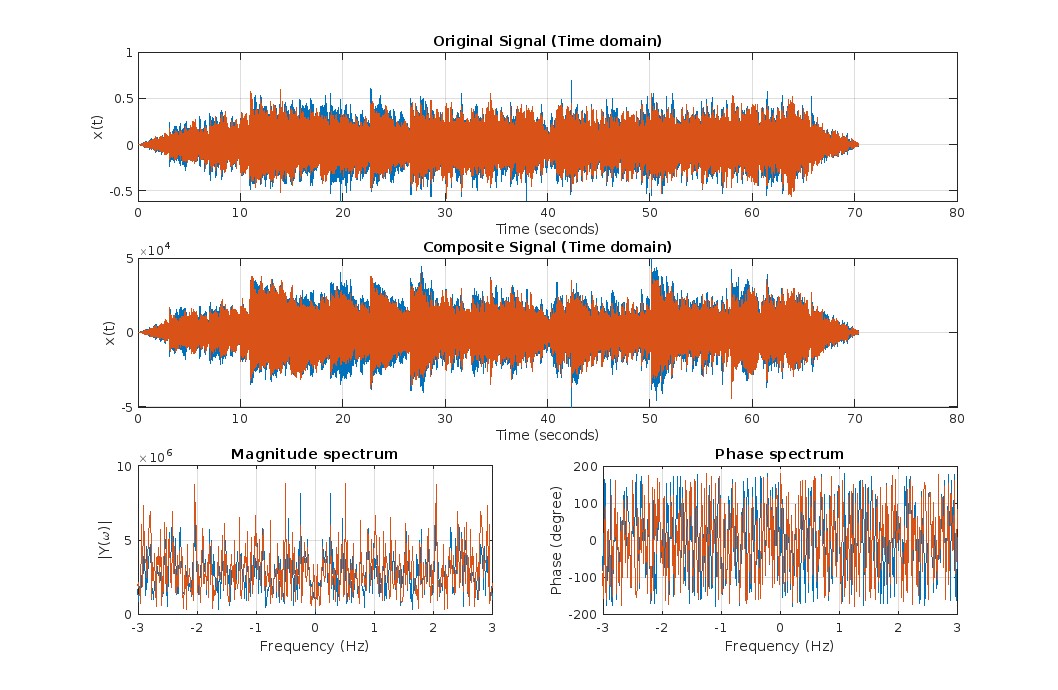 Original Signal (Time domain)
1
0.5
0
-0.5
x(t)
0 10 20 30 40 50 60 70 80
Time (seconds)
Composite Signal (Time domain)
×10^4
5
0
-5
x(t)
0 10 20 30 40 50 60 70 80
Time (seconds)
Magnitude spectrum
×10^6
10
5
0
|Y(ω)|
-3 -2 -1 0 1 2 3
Frequency (Hz)
Phase spectrum
200
100
0
-100
-200
Phase (degree)
-3 -2 -1 0 1 2 3
Frequency (Hz)